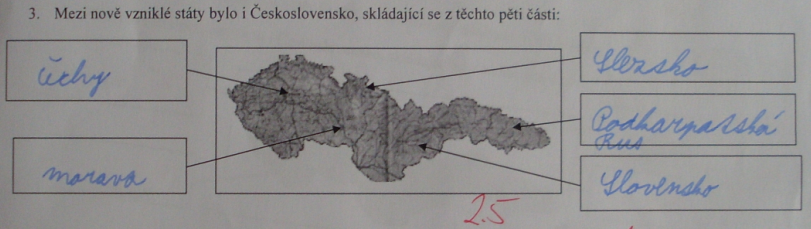 3. Mezi nově vzniklé státy bylo i Československo, skládající se z těchto pěti části:
Čechy
Slezsko
Podkarpatská
Rus
morava
Slovensko
2.5